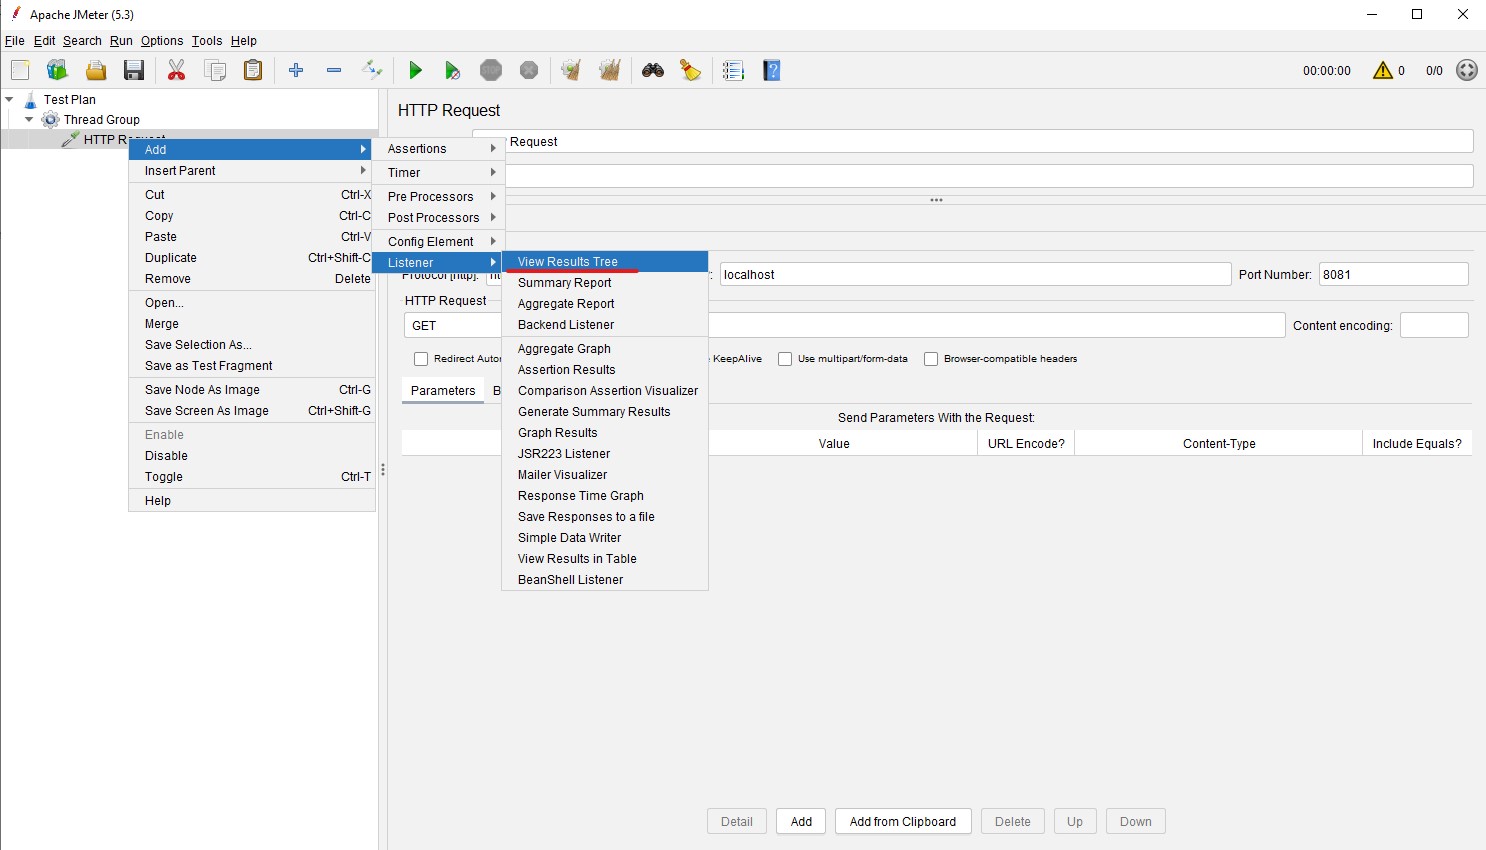 Apache JMeter (5.3)
File Edit Search Run Options Tools Help
00:00:00 0 0/0
Test Plan
Thread Group
HTTP Request
HTTP Request
Request
Add
Insert Parent
Cut Ctrl-X
Copy Ctrl-C
Paste Ctrl-V
Duplicate Ctrl+Shift-C
Remove Delete
Open...
Merge
Save Selection As...
Save as Test Fragment
Save Node As Image Ctrl-G
Save Screen As Image Ctrl+Shift-G
Enable
Disable
Toggle Ctrl-T
Help
Assertions
Timer
Pre Processors
Post Processors
Config Element
Listener
View Results Tree
Summary Report
Aggregate Report
Backend Listener
Aggregate Graph
Assertion Results
Comparison Assertion Visualizer
Generate Summary Results
Graph Results
JSR223 Listener
Mailer Visualizer
Response Time Graph
Save Responses to a file
Simple Data Writer
View Results in Table
BeanShell Listener
Protocol [http]: : localhost Port Number: 8081
HTTP Request
GET Content encoding:
Redirect KeepAlive Use multipart/form-data Browser-compatible headers
Parameters B
Send Parameters With the Request:
Value URL Encode? Content-Type Include Equals?
Detail Add Add from Clipboard Delete Up Down